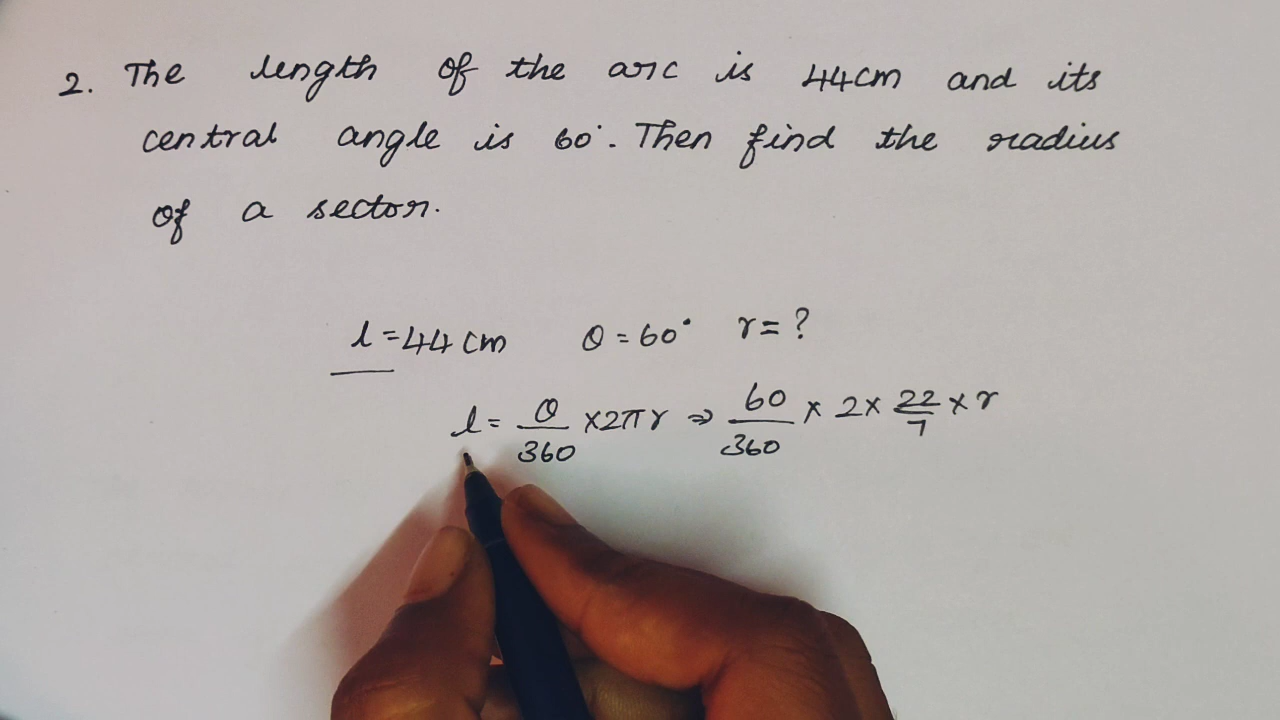 2. The length of the arc is 44cm and its
central angle is 60°. Then find the radius
of a sector.
l = 44 cm θ = 60° r = ?
l = θ/360 × 2πr ⇒ 60/360 × 2 × 22/7 × r